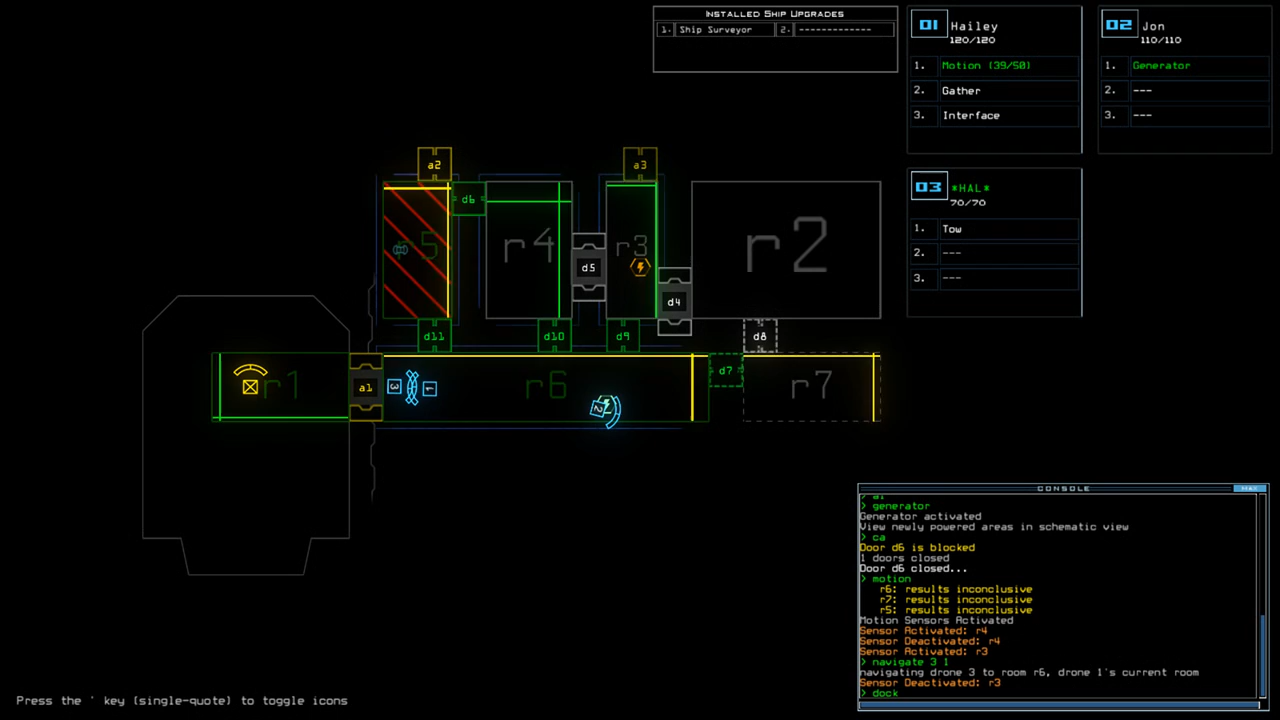 INSTALLED SHIP UPGRADES
1. Ship Surveyor 2. -------------
01 Hailey
120/120
1. Motion (39/50)
2. Gather
3. Interface
02 Jon
110/110
1. Generator
2. ---
3. ---
03 *HAL*
70/70
1. Tow
2. ---
3. ---
a2 a3
d6
r5 r4 r3 r2
d5
d4
d11 d10 d9 d8
d7
r1 a1 3 1 r6 2 r7
CONSOLE MAX
> generator
Generator activated
View newly powered areas in schematic view
> ca
Door d6 is blocked
1 doors closed
Door d6 closed...
> motion
r6: results inconclusive
r7: results inconclusive
r5: results inconclusive
Motion Sensors Activated
Sensor Activated: r4
Sensor Deactivated: r4
Sensor Activated: r3
> navigate 3 1
navigating drone 3 to room r6, drone 1's current room
Sensor Deactivated: r3
> dock
Press the ' key (single-quote) to toggle icons